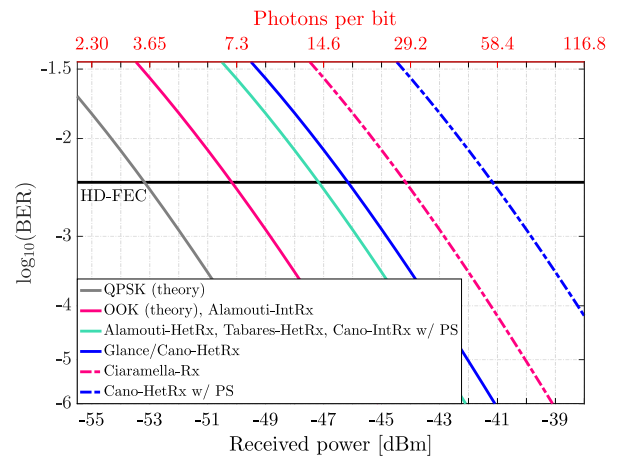 Photons per bit
2.30 3.65 7.3 14.6 29.2 58.4 116.8
-1.5
-2
HD-FEC
-3
-4
-5
-6
log10(BER)
QPSK (theory)
OOK (theory), Alamouti-IntRx
Alamouti-HetRx, Tabares-HetRx, Cano-IntRx w/ PS
Glance/Cano-HetRx
Ciaramella-Rx
Cano-HetRx w/ PS
-55 -53 -51 -49 -47 -45 -43 -41 -39
Received power [dBm]